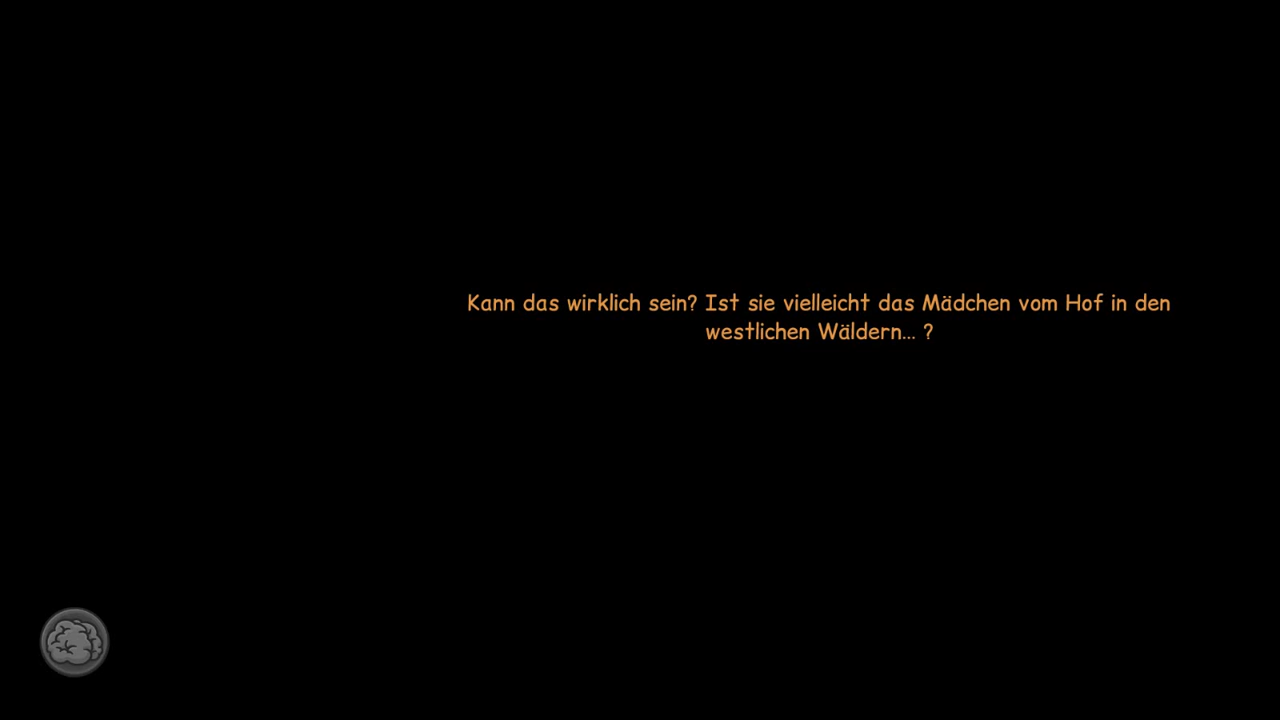 Kann das wirklich sein? Ist sie vielleicht das Mädchen vom Hof in den
westlichen Wäldern... ?